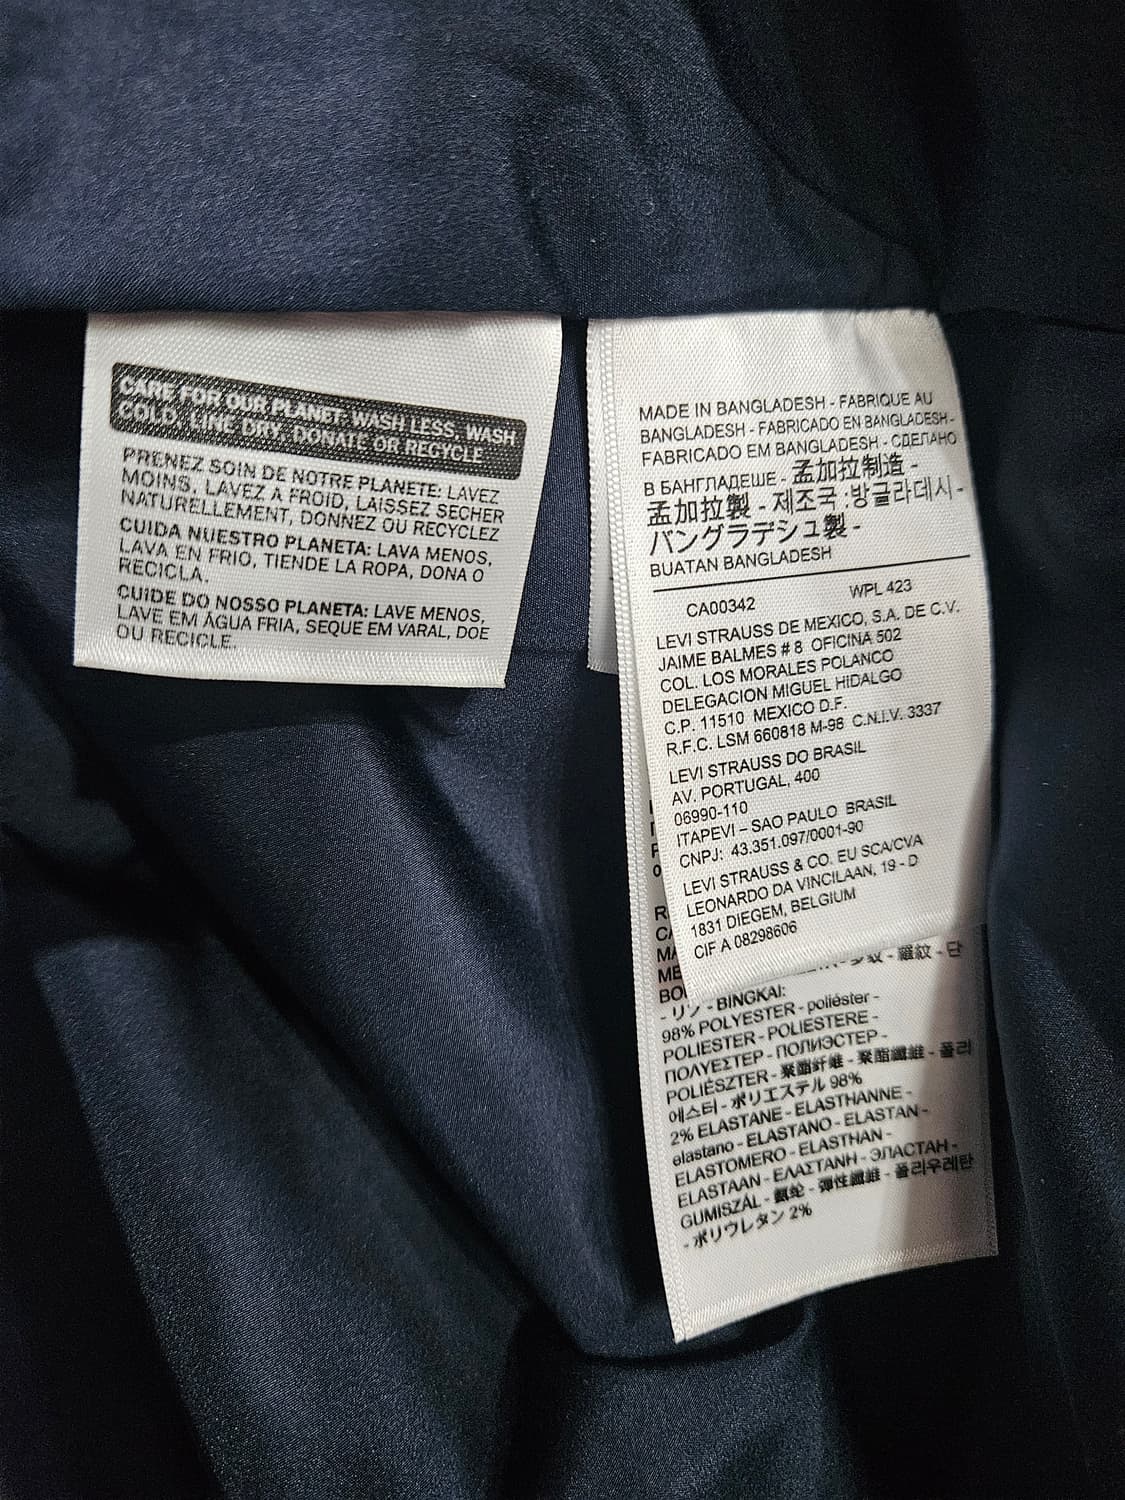 CARE FOR OUR PLANET: WASH LESS, WASH
COLD, LINE DRY, DONATE OR RECYCLE
PRENEZ SOIN DE NOTRE PLANETE: LAVEZ
MOINS, LAVEZ A FROID, LAISSEZ SECHER
NATURELLEMENT, DONNEZ OU RECYCLEZ
CUIDA NUESTRO PLANETA: LAVA MENOS,
LAVA EN FRIO, TIENDE LA ROPA, DONA O
RECICLA.
CUIDE DO NOSSO PLANETA: LAVE MENOS,
LAVE EM ÁGUA FRIA, SEQUE EM VARAL, DOE
OU RECICLE.
MADE IN BANGLADESH - FABRIQUE AU
BANGLADESH - FABRICADO EN BANGLADESH -
FABRICADO EM BANGLADESH - СДЕЛАНО
В БАНГЛАДЕШЕ - 孟加拉制造 -
孟加拉製 - 제조국 :방글라데시 -
バングラデシュ製 -
BUATAN BANGLADESH
CA00342 WPL 423
LEVI STRAUSS DE MEXICO, S.A. DE C.V.
JAIME BALMES # 8 OFICINA 502
COL. LOS MORALES POLANCO
DELEGACION MIGUEL HIDALGO
C.P. 11510 MEXICO D.F.
R.F.C. LSM 660818 M-98 C.N.I.V. 3337
LEVI STRAUSS DO BRASIL
AV. PORTUGAL, 400
06990-110
ITAPEVI – SAO PAULO BRASIL
CNPJ: 43.351.097/0001-90
LEVI STRAUSS & CO. EU SCA/CVA
LEONARDO DA VINCILAAN, 19 - D
1831 DIEGEM, BELGIUM
CIF A 08298606
- 羅紋 - 단
- リブ - BINGKAI:
98% POLYESTER - poliéster -
POLIESTER - POLIESTERE -
ΠΟΛΥΕΣΤΕΡ - ПОЛИЭСТЕР -
POLIÉSZTER - 聚酯纤维 - 聚酯纖維 - 폴리
에스터 - ポリエステル 98%
2% ELASTANE - ELASTHANNE -
elastano - ELASTANO - ELASTAN -
ELASTOMERO - ELASTHAN -
ELASTAAN - ΕΛΑΣΤΑΝΗ - ЭЛАСТАН -
GUMISZÁL - 氨纶 - 弾性纖維 - 폴리우레탄
- ポリウレタン 2%